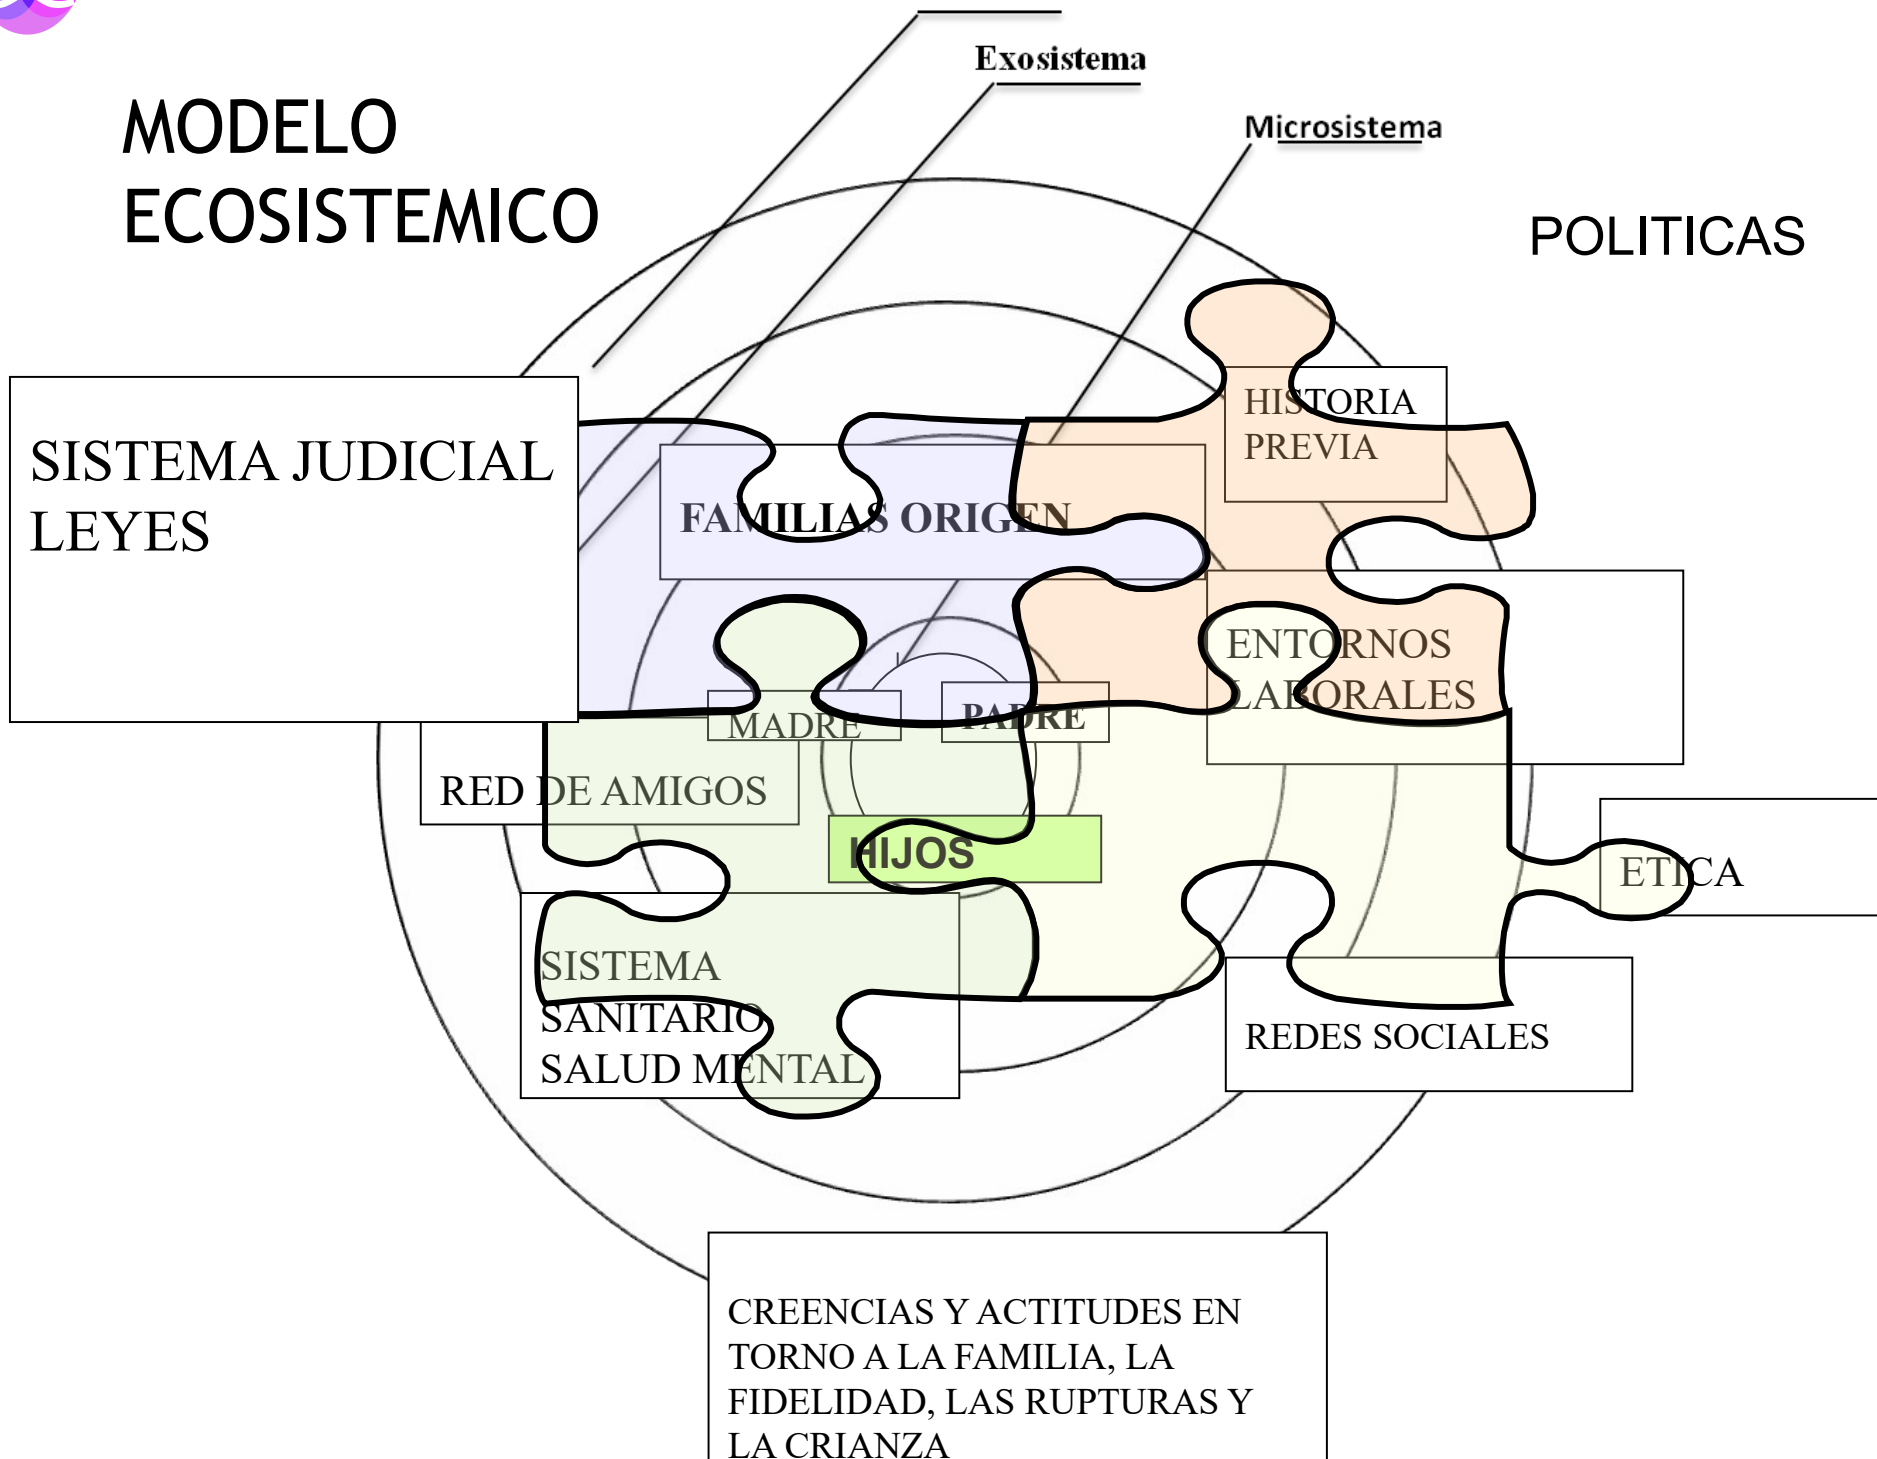 Exosistema
MODELO
ECOSISTEMICO
Microsistema
POLITICAS
SISTEMA JUDICIAL
LEYES
HISTORIA
PREVIA
FAMILIAS ORIGEN
ENTORNOS
LABORALES
MADRE
PADRE
RED DE AMIGOS
HIJOS
ETICA
SISTEMA
SANITARIO
SALUD MENTAL
REDES SOCIALES
CREENCIAS Y ACTITUDES EN
TORNO A LA FAMILIA, LA
FIDELIDAD, LAS RUPTURAS Y
LA CRIANZA